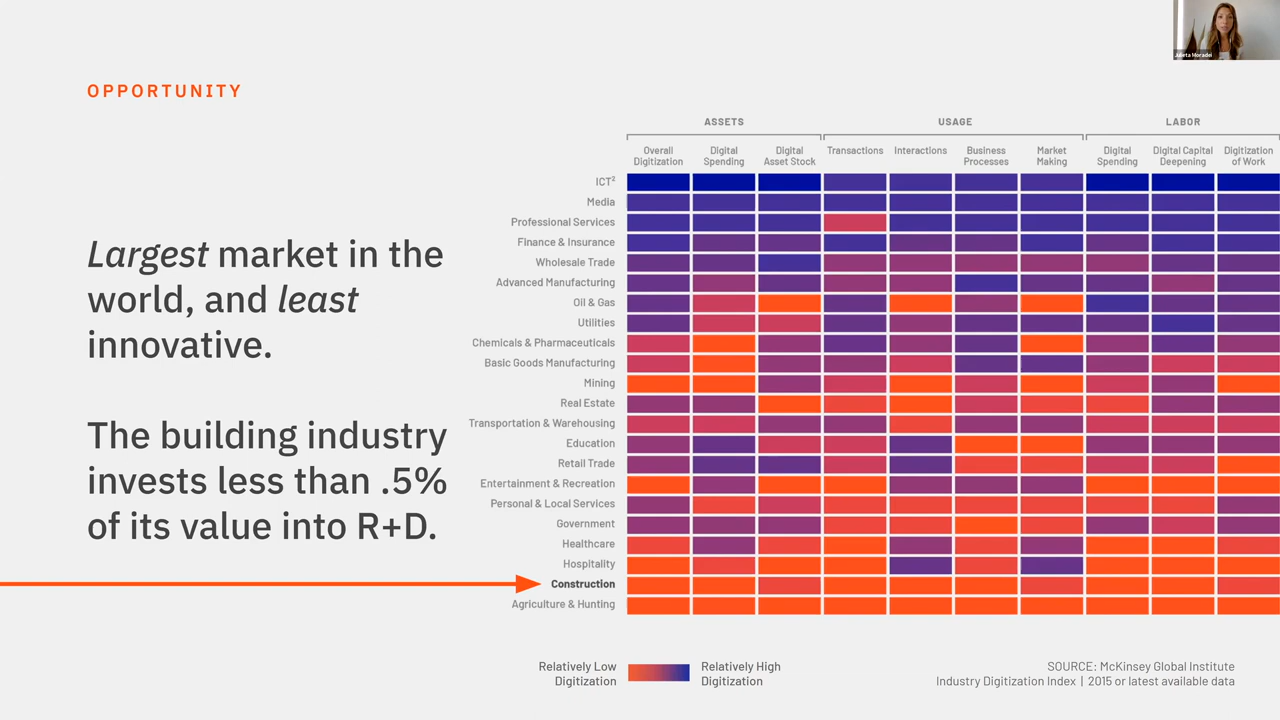 Julieta Moradei
OPPORTUNITY
Largest market in the
world, and least
innovative.
The building industry
invests less than .5%
of its value into R+D.
ASSETS USAGE LABOR
Overall Digitization
Digital Spending
Digital Asset Stock
Transactions
Interactions
Business Processes
Market Making
Digital Spending
Digital Capital Deepening
Digitization of Work
ICT²
Media
Professional Services
Finance & Insurance
Wholesale Trade
Advanced Manufacturing
Oil & Gas
Utilities
Chemicals & Pharmaceuticals
Basic Goods Manufacturing
Mining
Real Estate
Transportation & Warehousing
Education
Retail Trade
Entertainment & Recreation
Personal & Local Services
Government
Healthcare
Hospitality
Construction
Agriculture & Hunting
Relatively Low
Digitization
Relatively High
Digitization
SOURCE: McKinsey Global Institute
Industry Digitization Index | 2015 or latest available data